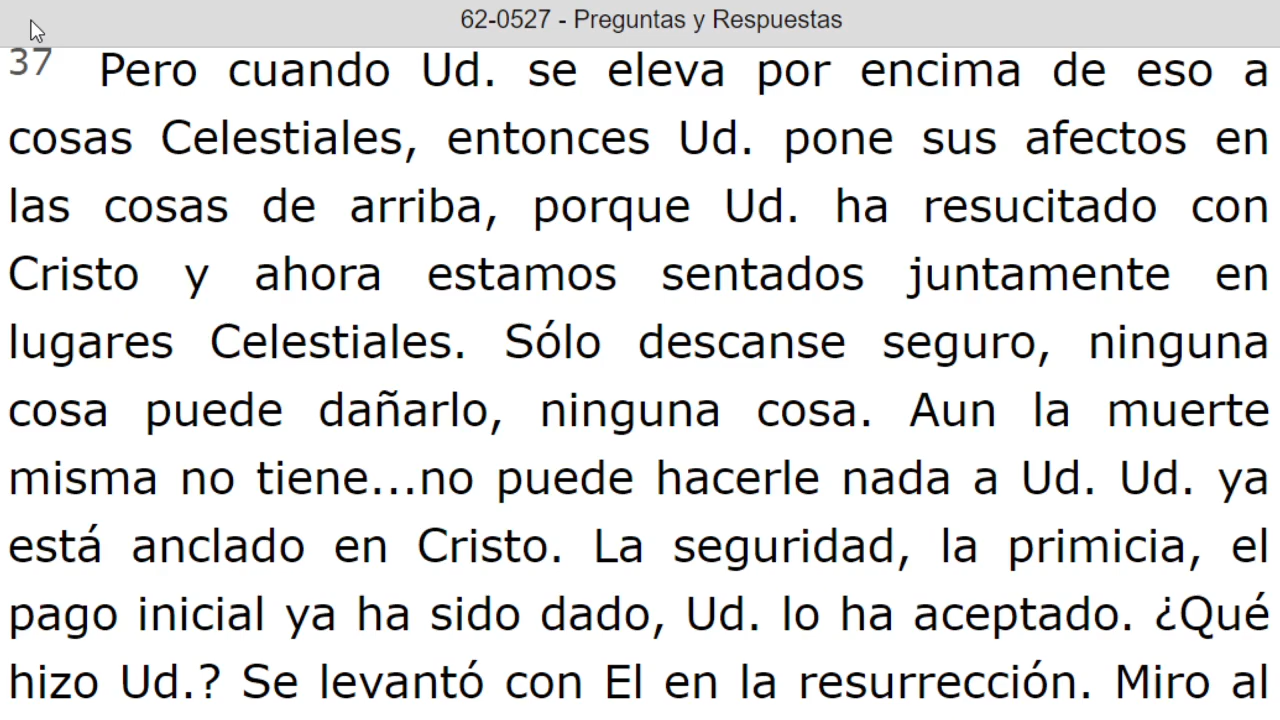 62-0527 - Preguntas y Respuestas
37 Pero cuando Ud. se eleva por encima de eso a
cosas Celestiales, entonces Ud. pone sus afectos en
las cosas de arriba, porque Ud. ha resucitado con
Cristo y ahora estamos sentados juntamente en
lugares Celestiales. Sólo descanse seguro, ninguna
cosa puede dañarlo, ninguna cosa. Aun la muerte
misma no tiene...no puede hacerle nada a Ud. Ud. ya
está anclado en Cristo. La seguridad, la primicia, el
pago inicial ya ha sido dado, Ud. lo ha aceptado. ¿Qué
hizo Ud.? Se levantó con El en la resurrección. Miro al